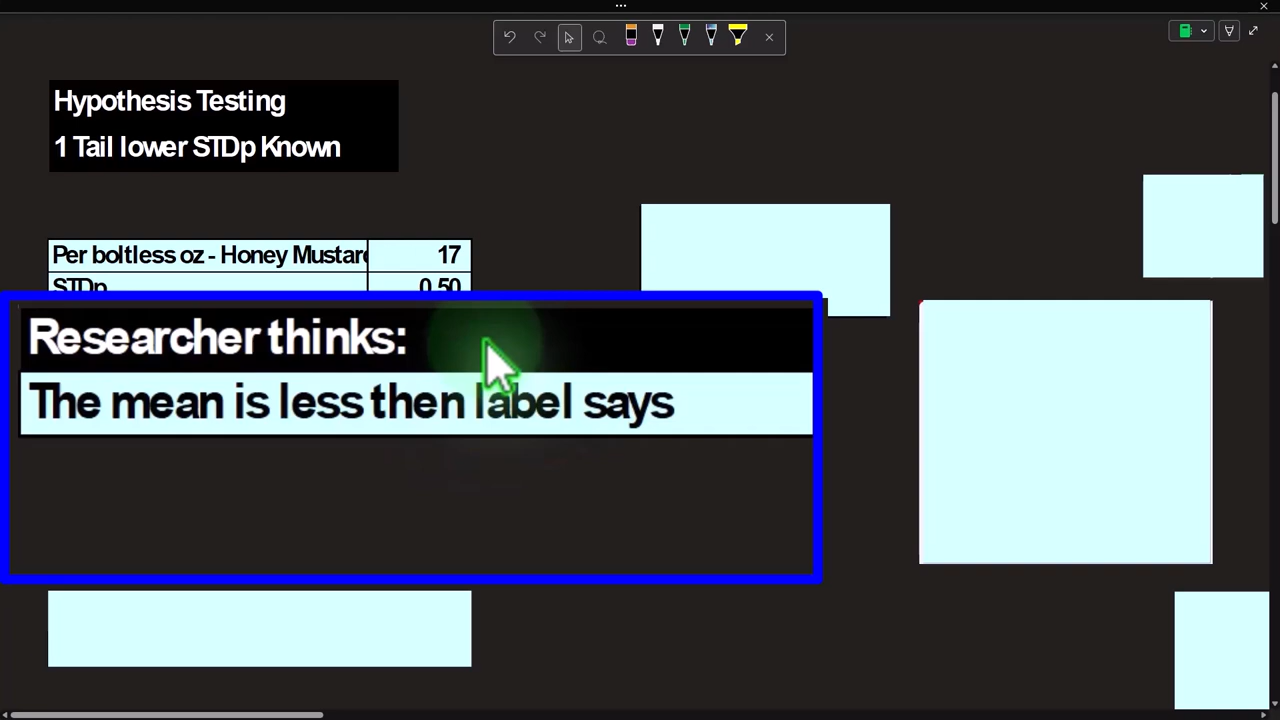 Hypothesis Testing
1 Tail lower STDp Known
Per boltless oz - Honey Mustard 17
STDp 0.50
Researcher thinks:
The mean is less then label says